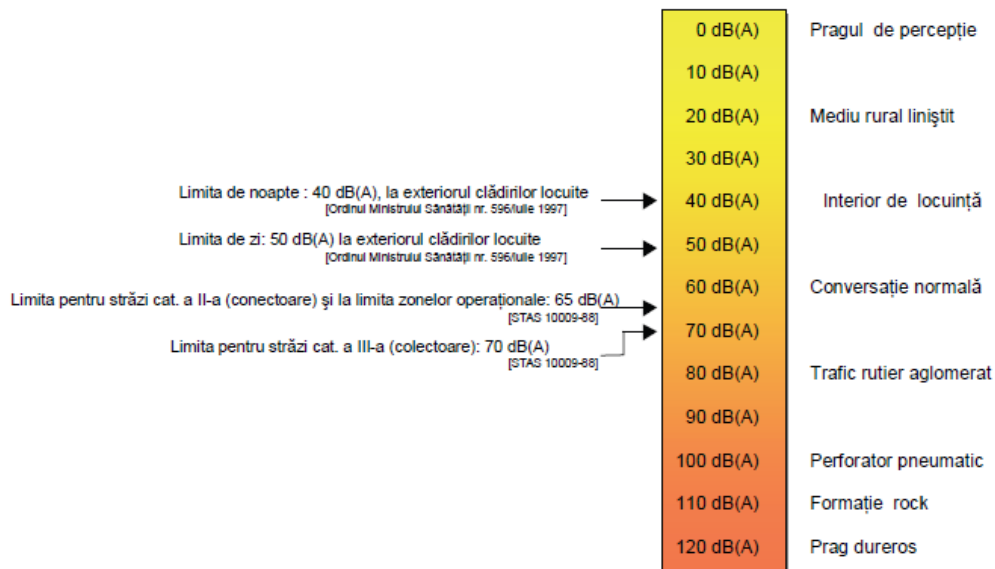 0 dB(A) Pragul de percepție
10 dB(A)
20 dB(A) Mediu rural liniştit
30 dB(A)
Limita de noapte : 40 dB(A), la exteriorul clădirilor locuite
[Ordinul Ministrului Sănătăţii nr. 596/iulie 1997]
40 dB(A) Interior de locuință
Limita de zi: 50 dB(A) la exteriorul clădirilor locuite
[Ordinul Ministrului Sănătăţii nr. 596/iulie 1997]
50 dB(A)
60 dB(A) Conversație normală
Limita pentru străzi cat. a II-a (conectoare) şi la limita zonelor operaționale: 65 dB(A)
[STAS 10009-88]
70 dB(A)
Limita pentru străzi cat. a III-a (colectoare): 70 dB(A)
[STAS 10009-88]
80 dB(A) Trafic rutier aglomerat
90 dB(A)
100 dB(A) Perforator pneumatic
110 dB(A) Formație rock
120 dB(A) Prag dureros